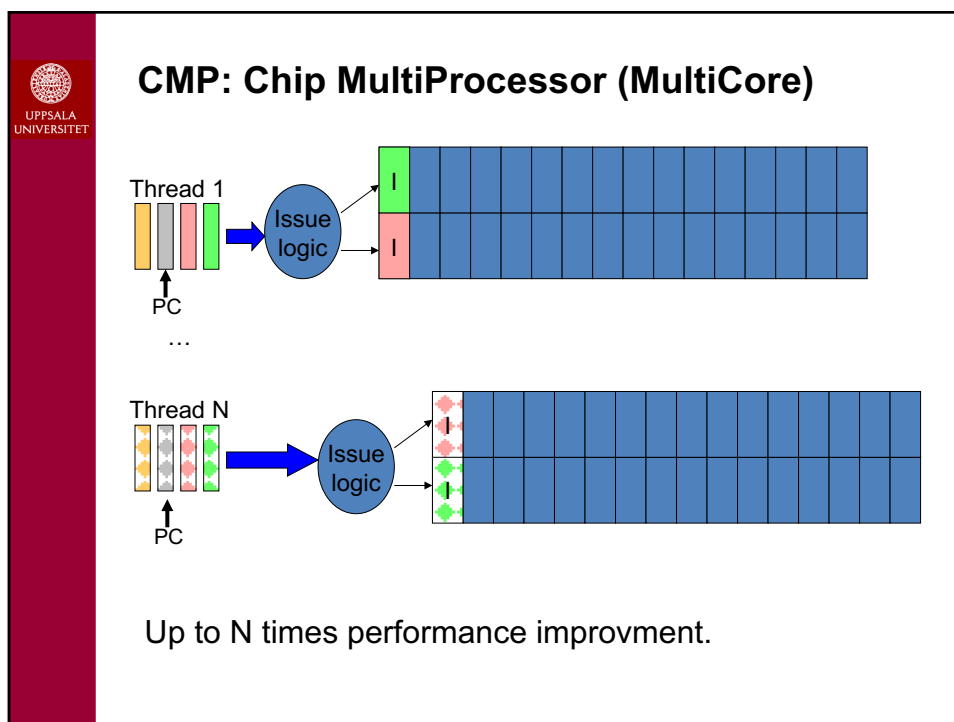 UPPSALA
UNIVERSITET
CMP: Chip MultiProcessor (MultiCore)
Thread 1
Issue
logic
I
I
PC
…
Thread N
Issue
logic
I
I
PC
Up to N times performance improvment.